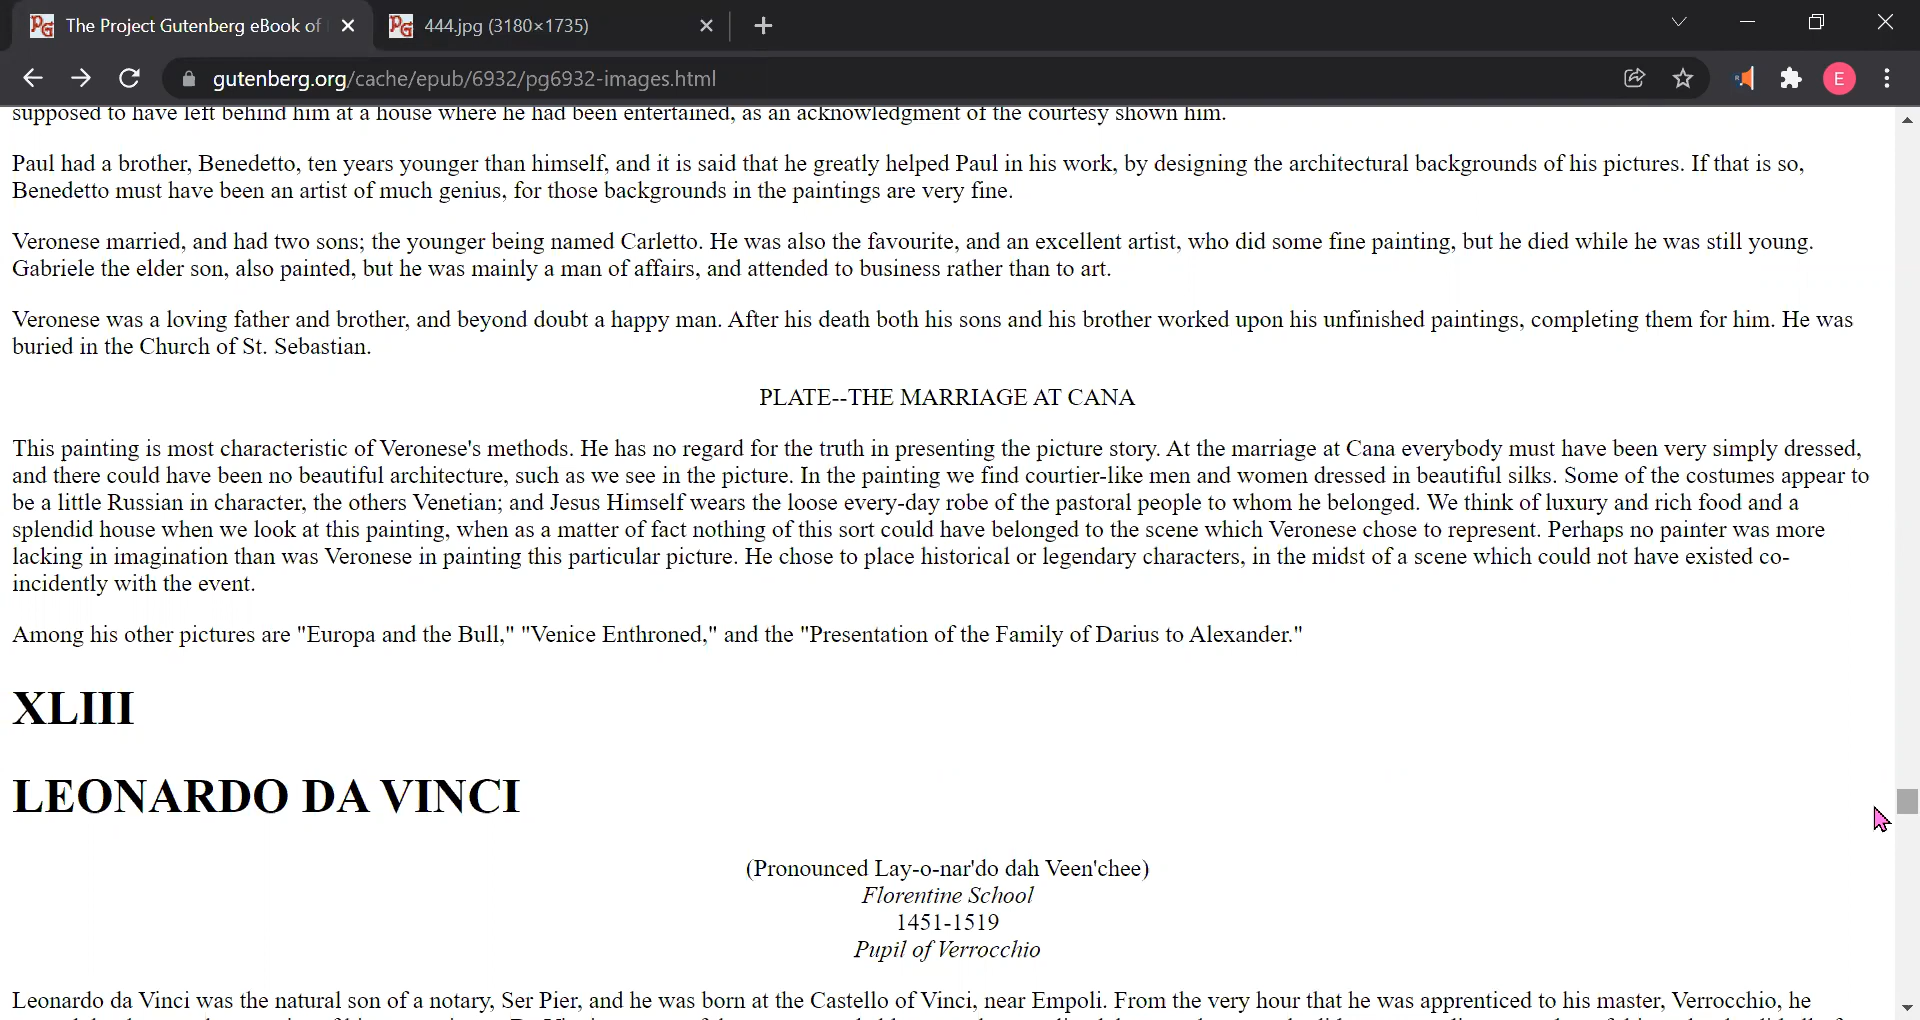 The Project Gutenberg eBook of
444.jpg (3180×1735)
gutenberg.org/cache/epub/6932/pg6932-images.html
E
supposed to have left behind him at a house where he had been entertained, as an acknowledgment of the courtesy shown him.
Paul had a brother, Benedetto, ten years younger than himself, and it is said that he greatly helped Paul in his work, by designing the architectural backgrounds of his pictures. If that is so,
Benedetto must have been an artist of much genius, for those backgrounds in the paintings are very fine.
Veronese married, and had two sons; the younger being named Carletto. He was also the favourite, and an excellent artist, who did some fine painting, but he died while he was still young.
Gabriele the elder son, also painted, but he was mainly a man of affairs, and attended to business rather than to art.
Veronese was a loving father and brother, and beyond doubt a happy man. After his death both his sons and his brother worked upon his unfinished paintings, completing them for him. He was
buried in the Church of St. Sebastian.
PLATE--THE MARRIAGE AT CANA
This painting is most characteristic of Veronese's methods. He has no regard for the truth in presenting the picture story. At the marriage at Cana everybody must have been very simply dressed,
and there could have been no beautiful architecture, such as we see in the picture. In the painting we find courtier-like men and women dressed in beautiful silks. Some of the costumes appear to
be a little Russian in character, the others Venetian; and Jesus Himself wears the loose every-day robe of the pastoral people to whom he belonged. We think of luxury and rich food and a
splendid house when we look at this painting, when as a matter of fact nothing of this sort could have belonged to the scene which Veronese chose to represent. Perhaps no painter was more
lacking in imagination than was Veronese in painting this particular picture. He chose to place historical or legendary characters, in the midst of a scene which could not have existed co-
incidently with the event.
Among his other pictures are "Europa and the Bull," "Venice Enthroned," and the "Presentation of the Family of Darius to Alexander."
XLIII
LEONARDO DA VINCI
(Pronounced Lay-o-nar'do dah Veen'chee)
Florentine School
1451-1519
Pupil of Verrocchio
Leonardo da Vinci was the natural son of a notary, Ser Pier, and he was born at the Castello of Vinci, near Empoli. From the very hour that he was apprenticed to his master, Verrocchio, he